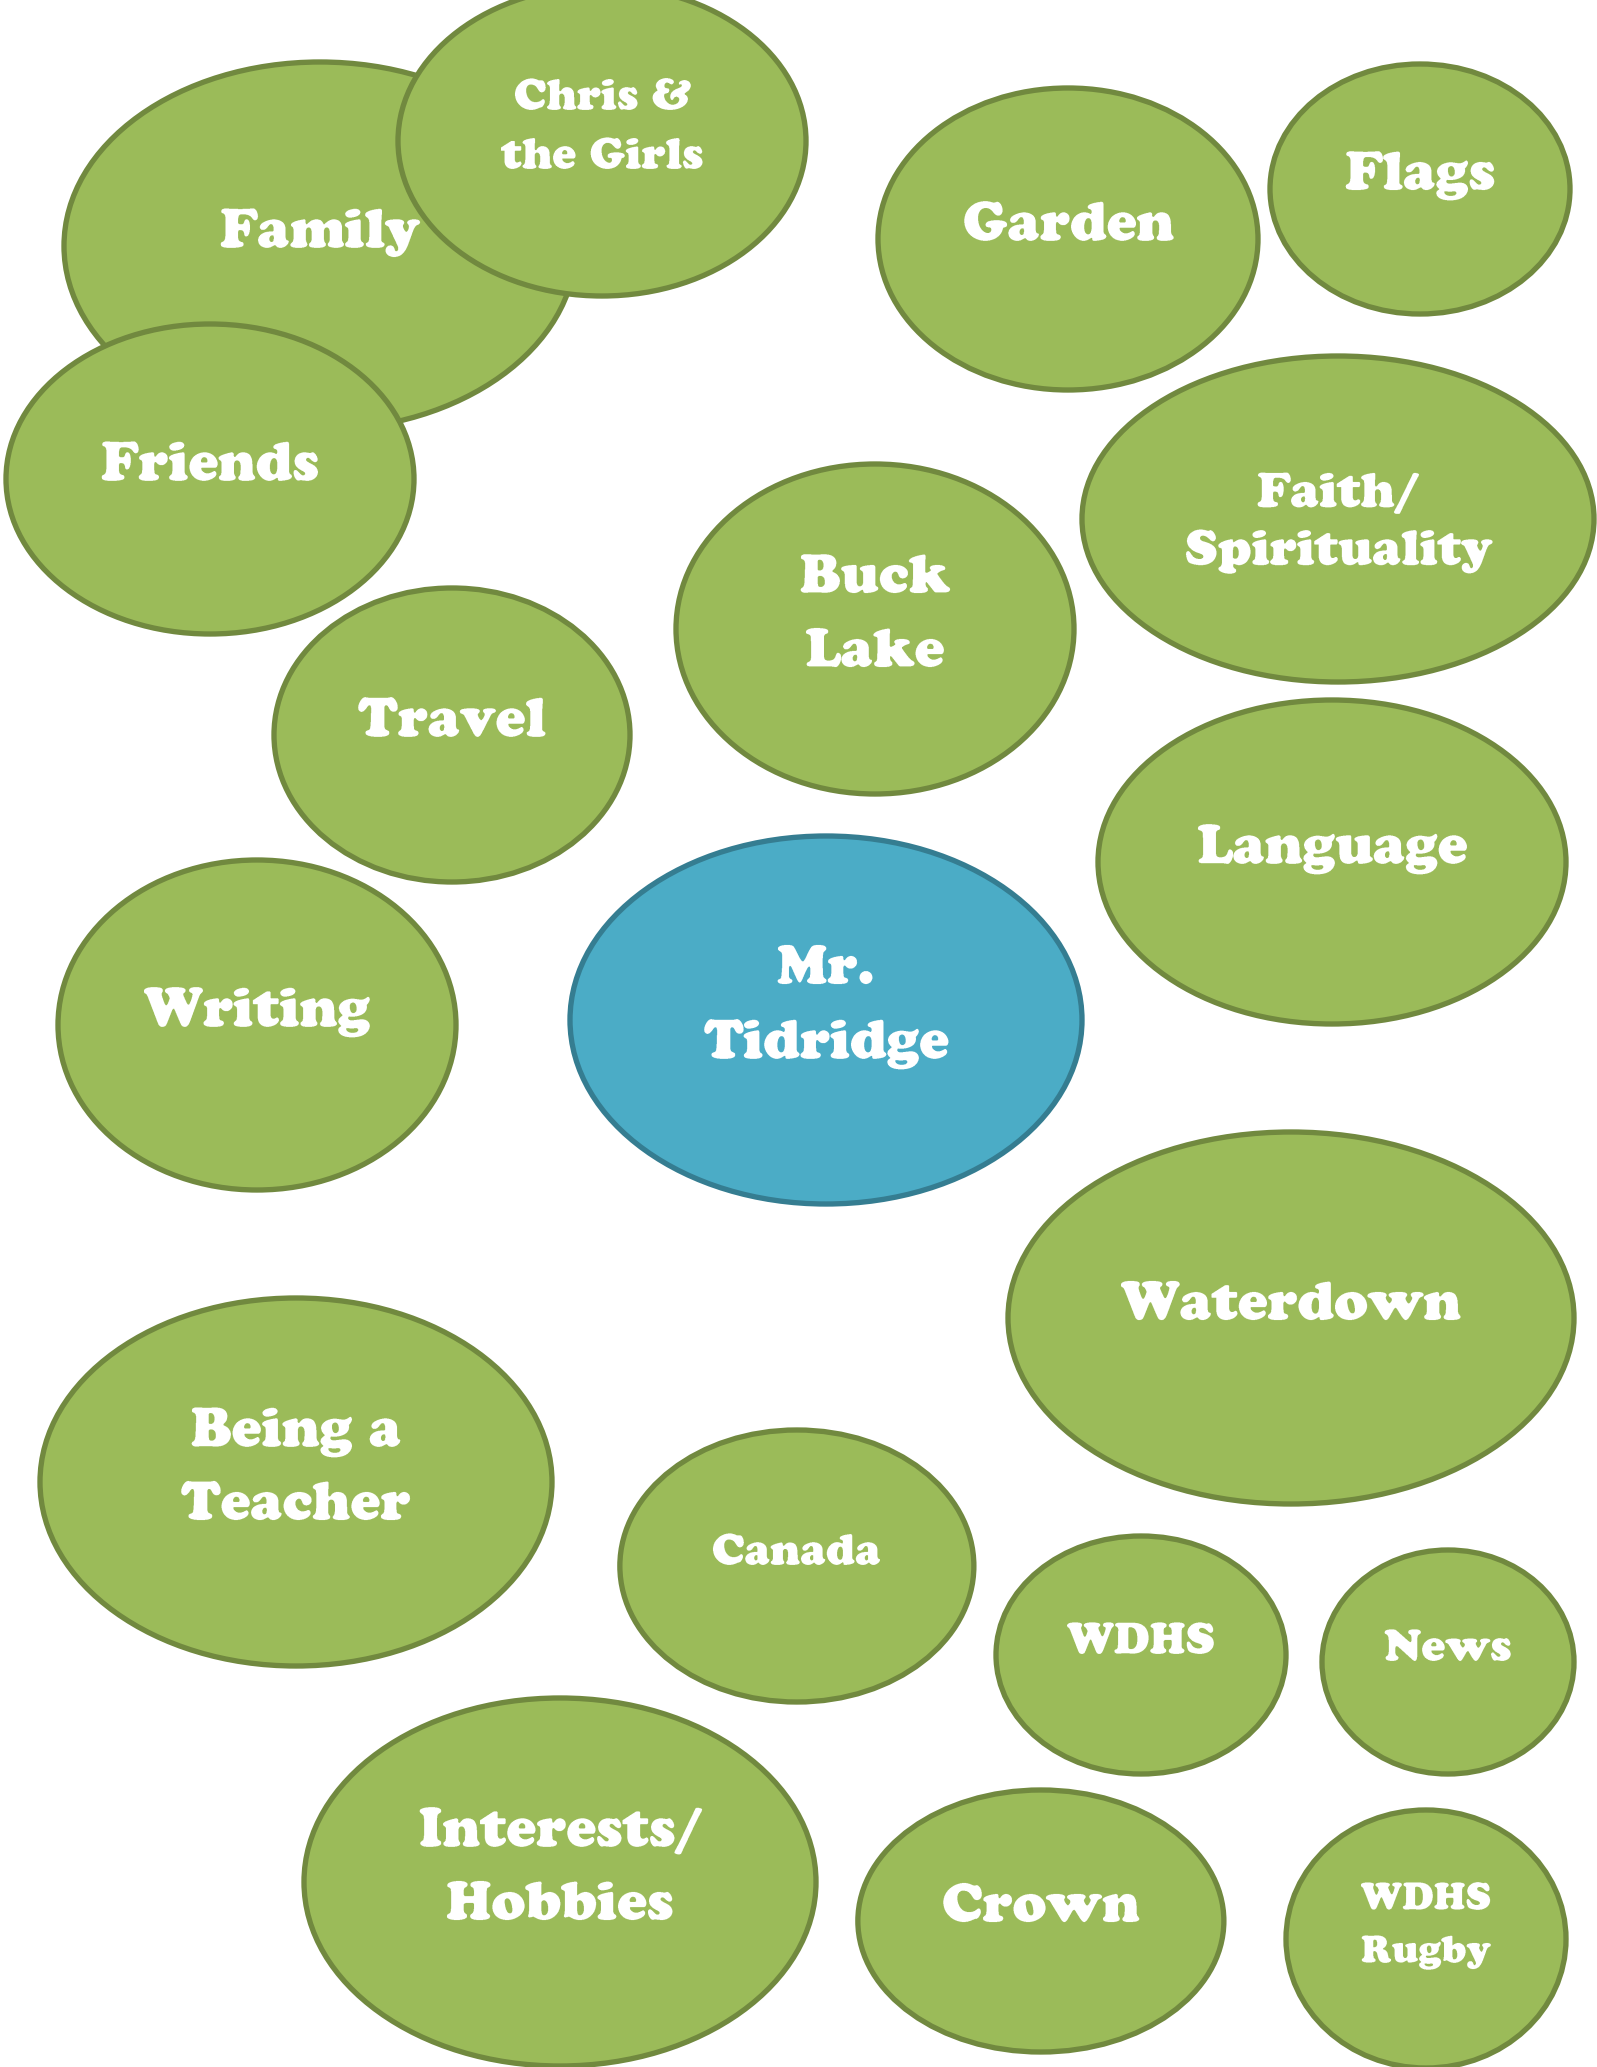 Chris &
the Girls
Family
Garden
Flags
Friends
Faith/
Spirituality
Buck
Lake
Travel
Language
Mr.
Tidridge
Writing
Waterdown
Being a
Teacher
Canada
WDHS
News
Interests/
Hobbies
Crown
WDHS
Rugby